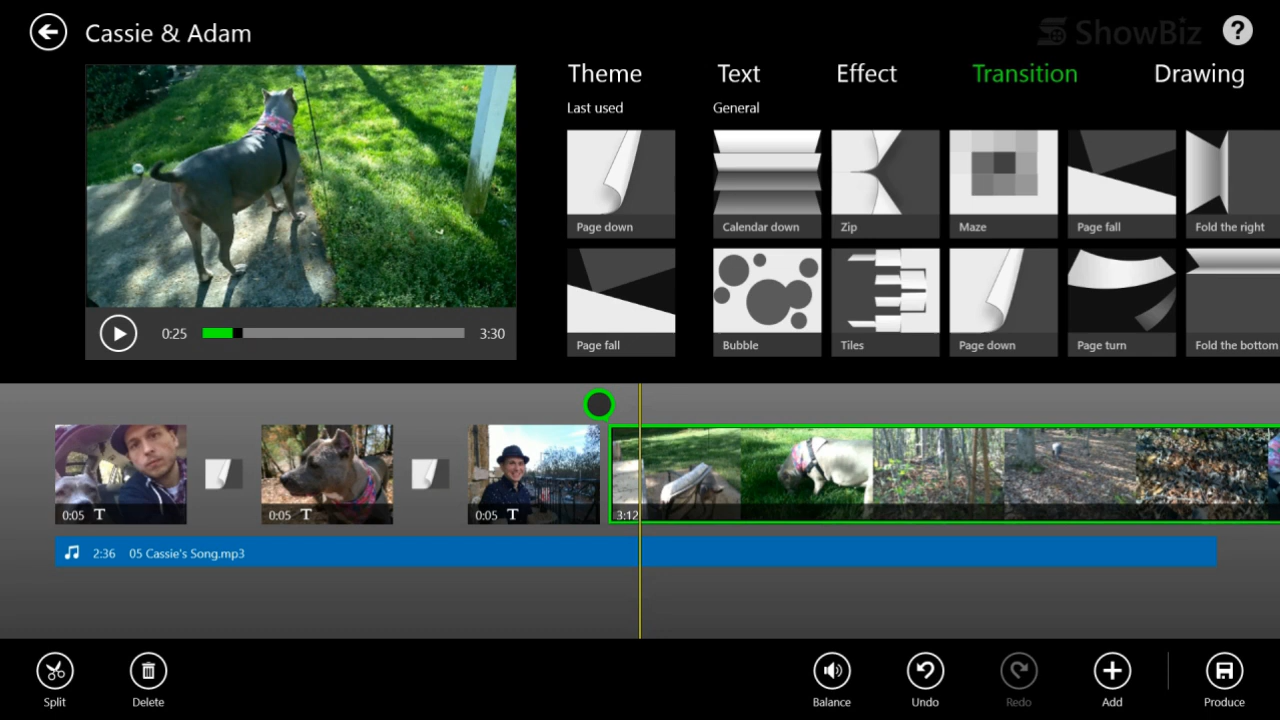 Cassie & Adam
ShowBiz
?
Theme Text Effect Transition Drawing
Last used General
Page down Calendar down Zip Maze Page fall Fold the right
Page fall Bubble Tiles Page down Page turn Fold the bottom
0:25 3:30
0:05 T 0:05 T 0:05 T 3:12
2:36 05 Cassie's Song.mp3
Split Delete Balance Undo Redo Add Produce